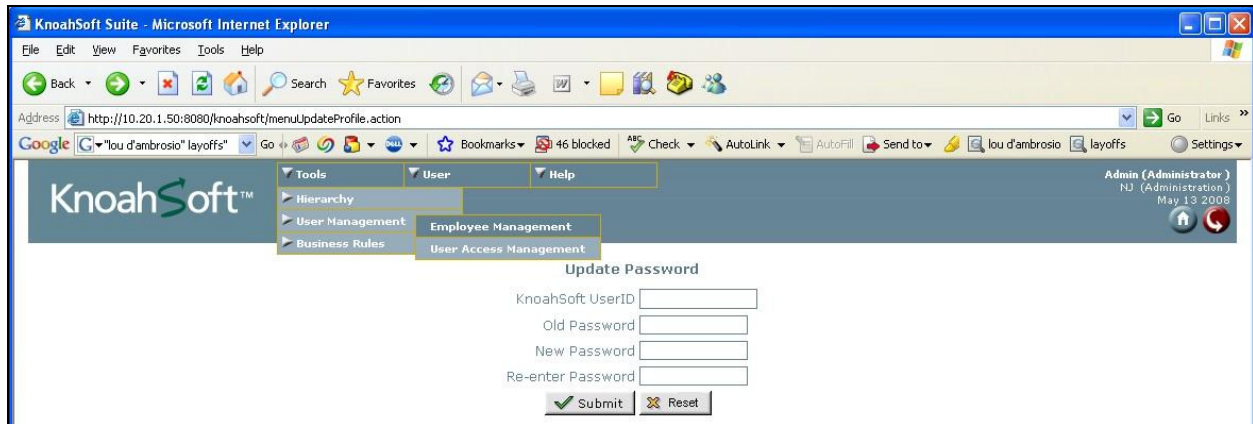 KnoahSoft Suite - Microsoft Internet Explorer
File Edit View Favorites Tools Help
Back Search Favorites W
Address http://10.20.1.50:8080/knoahsoft/menuUpdateProfile.action Go Links »
Google G "lou d'ambrosio" layoffs" Go DELL Bookmarks 46 blocked ABC Check AutoLink AutoFill Send to lou d'ambrosio layoffs Settings
KnoahSoft™ Tools User Help Admin (Administrator )
Hierarchy NJ (Administration )
User Management Employee Management May 13 2008
Business Rules User Access Management
Update Password
KnoahSoft UserID
Old Password
New Password
Re-enter Password
Submit Reset